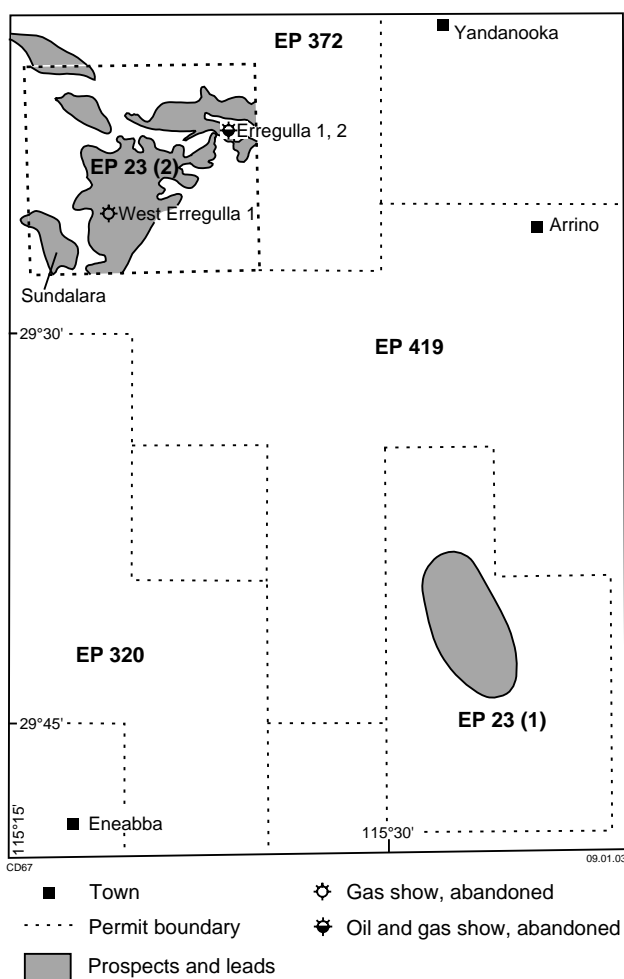 EP 372
Yandanooka
Erregulla 1, 2
EP 23 (2)
West Erregulla 1
Arrino
Sundalara
29°30'
EP 419
EP 320
29°45'
EP 23 (1)
115°15'
Eneabba
115°30'
CD67
09.01.03
Town
Gas show, abandoned
Permit boundary
Oil and gas show, abandoned
Prospects and leads